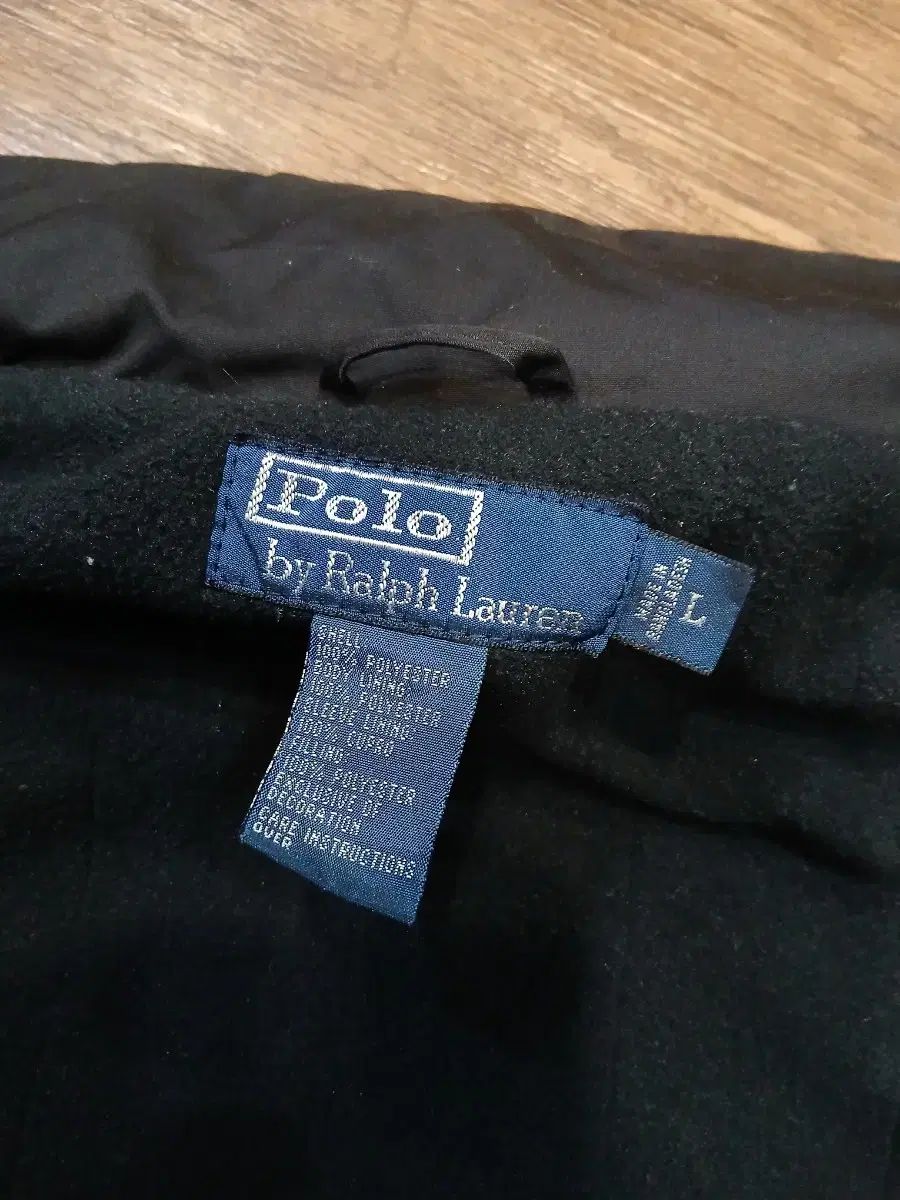 Polo
by Ralph Lauren
L
MADE IN
SHELL
100% POLYESTER
BODY LINING
100% POLYESTER
SLEEVE LINING
100% CUPRO
FILLING
100% POLYESTER
EXCLUSIVE OF
DECORATION
CARE INSTRUCTIONS
OVER